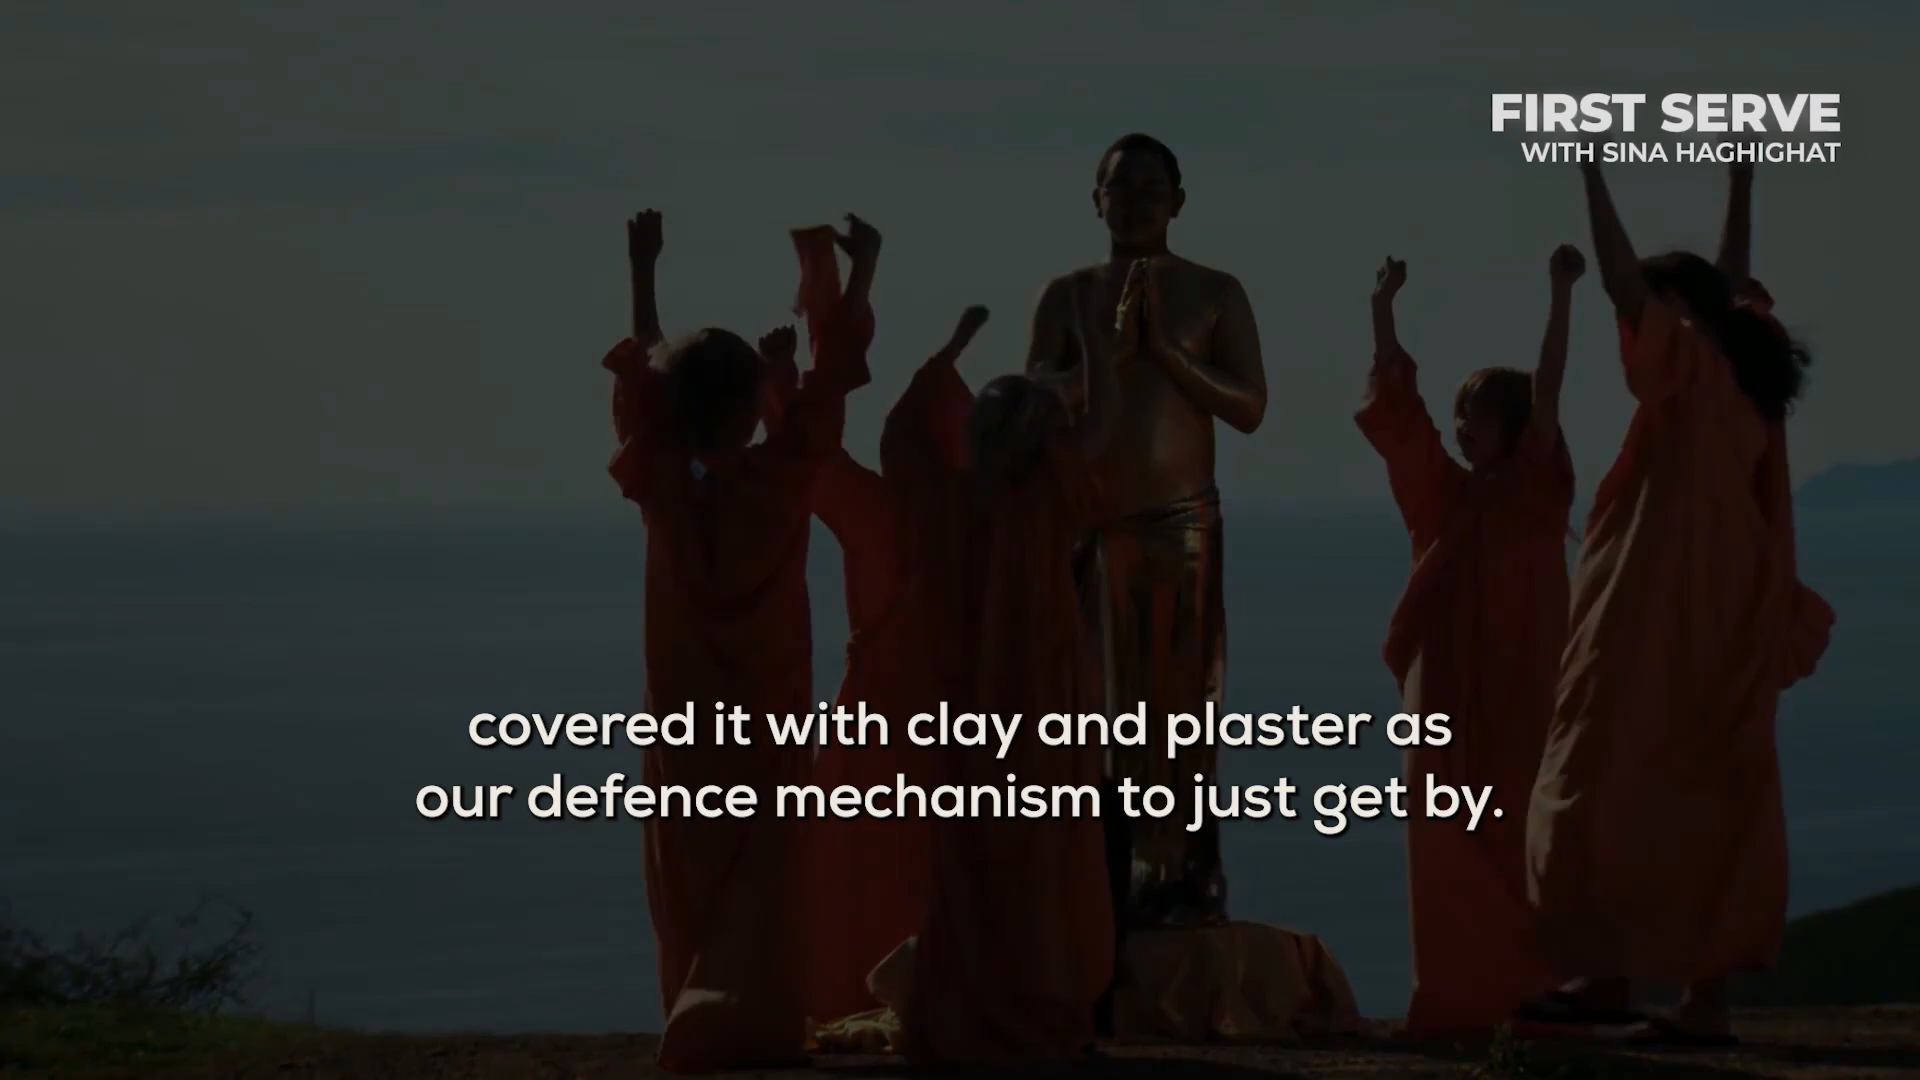 FIRST SERVE
WITH SINA HAGHIGHAT
covered it with clay and plaster as
our defence mechanism to just get by.